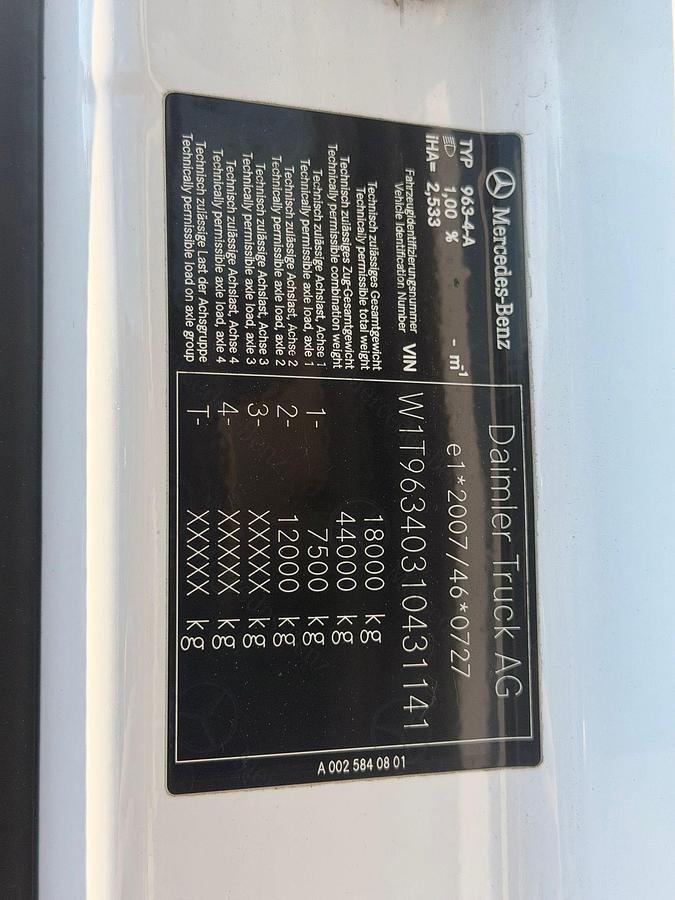 Mercedes-Benz
Daimler Truck AG
TYP 963-4-A
e1*2007/46*0727
1,00 % - m-1
iHA= 2,533
Fahrzeugidentifizierungsnummer
Vehicle Identification Number VIN W1T96340310431141
Technisch zulässiges Gesamtgewicht
Technically permissible total weight 18000 kg
Technisch zulässiges Zug-Gesamtgewicht
Technically permissible combination weight 44000 kg
Technisch zulässige Achslast, Achse 1
Technically permissible axle load, axle 1 1- 7500 kg
Technisch zulässige Achslast, Achse 2
Technically permissible axle load, axle 2 2- 12000 kg
Technisch zulässige Achslast, Achse 3
Technically permissible axle load, axle 3 3- XXXXX kg
Technisch zulässige Achslast, Achse 4
Technically permissible axle load, axle 4 4- XXXXX kg
Technisch zulässige Last der Achsgruppe
Technically permissible load on axle group T- XXXXX kg
A 002 584 08 01